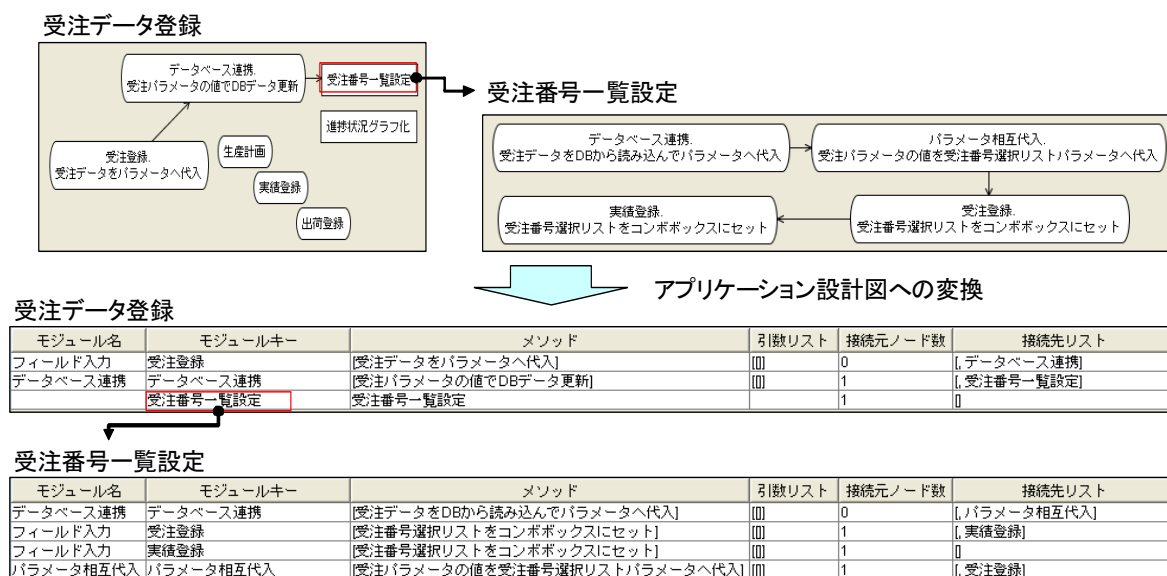 受注データ登録
データベース連携.
受注パラメータの値でDBデータ更新
受注番号一覧設定
進捗状況グラフ化
受注登録.
受注データをパラメータへ代入
生産計画
実績登録
出荷登録
受注番号一覧設定
データベース連携.
受注データをDBから読み込んでパラメータへ代入
パラメータ相互代入.
受注パラメータの値を受注番号選択リストパラメータへ代入
実績登録.
受注番号選択リストをコンボボックスにセット
受注登録.
受注番号選択リストをコンボボックスにセット
アプリケーション設計図への変換
受注データ登録
モジュール名 モジュールキー メソッド 引数リスト 接続元ノード数 接続先リスト
フィールド入力 受注登録 [受注データをパラメータへ代入] [[]] 0 [, データベース連携]
データベース連携 データベース連携 [受注パラメータの値でDBデータ更新] [[]] 1 [, 受注番号一覧設定]
受注番号一覧設定 受注番号一覧設定 1 []
受注番号一覧設定
モジュール名 モジュールキー メソッド 引数リスト 接続元ノード数 接続先リスト
データベース連携 データベース連携 [受注データをDBから読み込んでパラメータへ代入] [[]] 0 [, パラメータ相互代入]
フィールド入力 受注登録 [受注番号選択リストをコンボボックスにセット] [[]] 1 [, 実績登録]
フィールド入力 実績登録 [受注番号選択リストをコンボボックスにセット] [[]] 1 []
パラメータ相互代入 パラメータ相互代入 [受注パラメータの値を受注番号選択リストパラメータへ代入] [[]] 1 [, 受注登録]